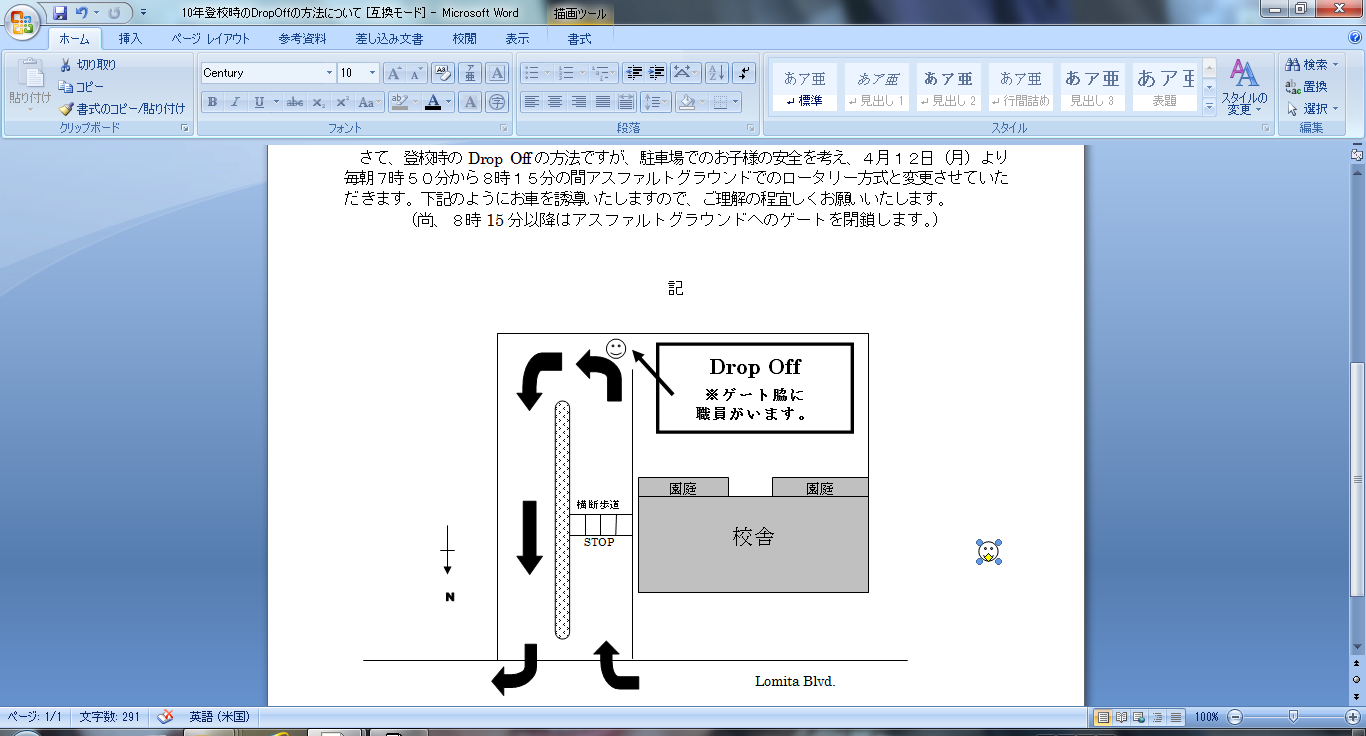 10年登校時のDropOffの方法について [互換モード] - Microsoft Word
描画ツール
ホーム
挿入
ページ レイアウト
参考資料
差し込み文書
校閲
表示
書式
貼り付け
切り取り
コピー
書式のコピー/貼り付け
クリップボード
Century
10
フォント
段落
あア亜
標準
あア亜
見出し 1
あア亜
見出し 2
あア亜
行間詰め
あア亜
見出し 3
あア亜
表題
スタイルの
変更
スタイル
検索
置換
選択
編集
さて、登校時の Drop Off の方法ですが、駐車場でのお子様の安全を考え、４月１２日（月）より
毎朝７時５０分から８時１５分の間アスファルトグラウンドでのロータリー方式と変更させていた
だきます。下記のようにお車を誘導いたしますので、ご理解の程宜しくお願いいたします。
（尚、８時 15 分以降はアスファルトグラウンドへのゲートを閉鎖します。）
記
Drop Off
※ゲート脇に
職員がいます。
園庭
園庭
横断歩道
STOP
校舎
N
Lomita Blvd.
ページ: 1/1
文字数: 291
英語 (米国)
100%